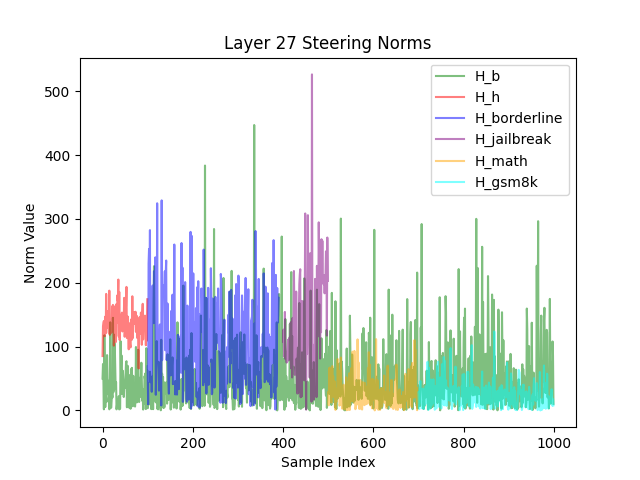 Layer 27 Steering Norms
H_b
H_h
H_borderline
H_jailbreak
H_math
H_gsm8k
Norm Value
500
400
300
200
100
0
0
200
400
600
800
1000
Sample Index